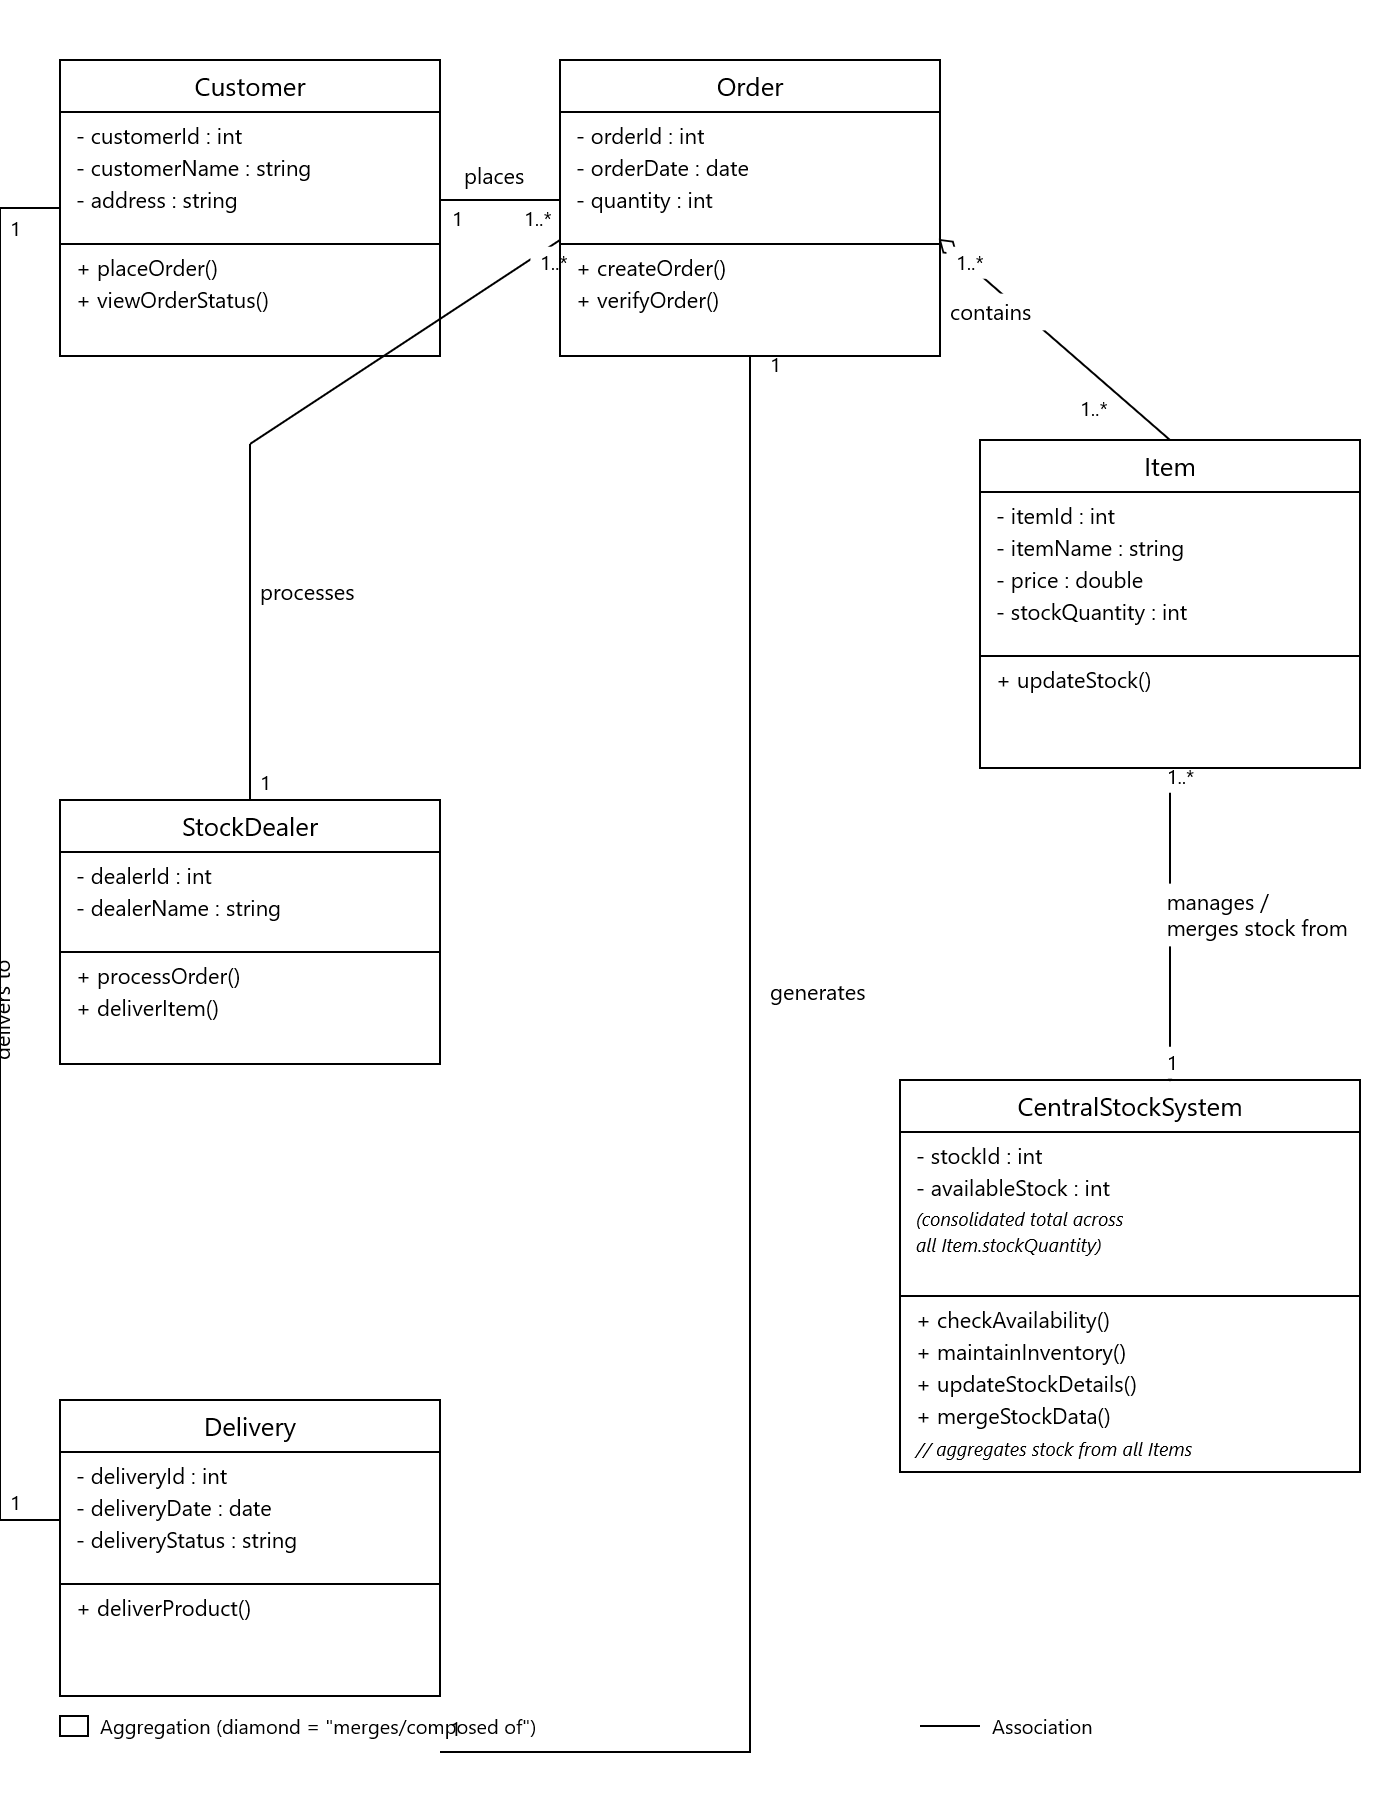 Customer
- customerId : int
- customerName : string
- address : string
+ placeOrder()
+ viewOrderStatus()
places
1
1..*
Order
- orderId : int
- orderDate : date
- quantity : int
+ createOrder()
+ verifyOrder()
1
1..*
1..*
contains
1
1..*
Item
- itemId : int
- itemName : string
- price : double
- stockQuantity : int
+ updateStock()
processes
1
1..*
StockDealer
- dealerId : int
- dealerName : string
+ processOrder()
+ deliverItem()
manages /
merges stock from
delivers to
generates
1
CentralStockSystem
- stockId : int
- availableStock : int
(consolidated total across
all Item.stockQuantity)
+ checkAvailability()
+ maintainInventory()
+ updateStockDetails()
+ mergeStockData()
// aggregates stock from all Items
Delivery
- deliveryId : int
- deliveryDate : date
- deliveryStatus : string
+ deliverProduct()
1
Aggregation (diamond = "merges/composed of")
1
Association